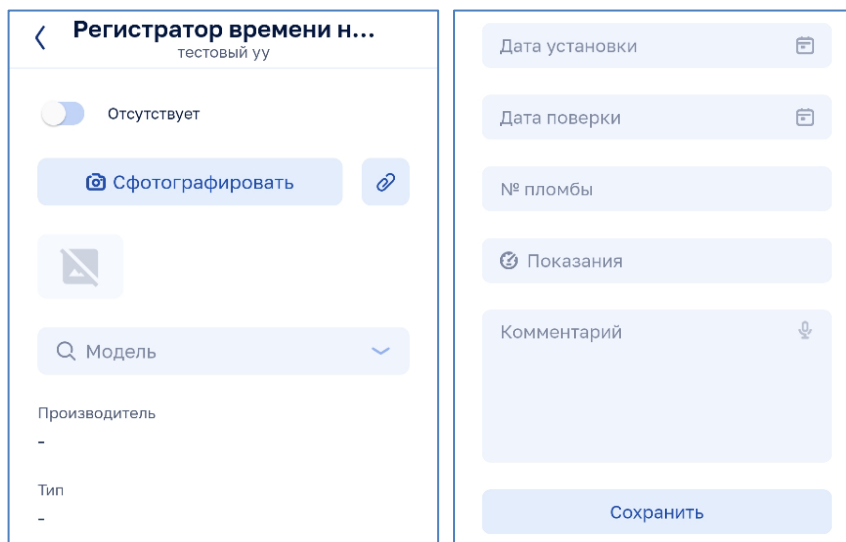 Регистратор времени н...
тестовый уу
Отсутствует
Сфотографировать
Модель
Производитель
-
Тип
-
Дата установки
Дата поверки
№ пломбы
Показания
Комментарий
Сохранить